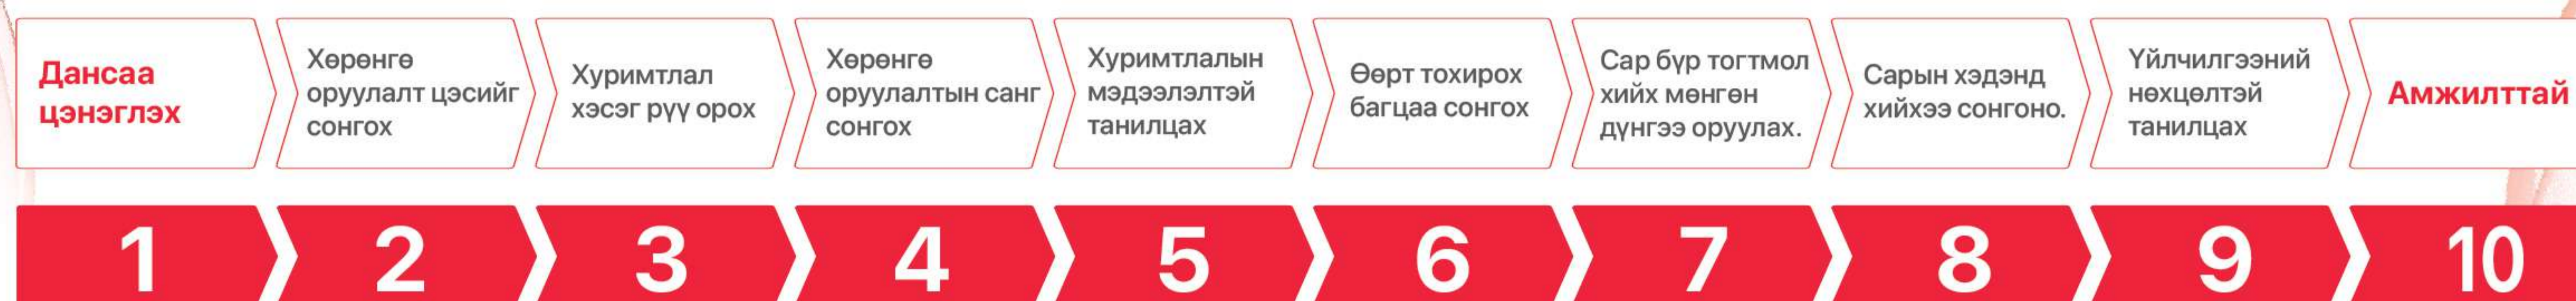 Дансаа
цэнэглэх
Хөрөнгө
оруулалт цэсийг
сонгох
Хуримтлал
хэсэг рүү орох
Хөрөнгө
оруулалтын санг
сонгох
Хуримтлалын
мэдээлэлтэй
танилцах
Өөрт тохирох
багцаа сонгох
Сар бүр тогтмол
хийх мөнгөн
дүнгээ оруулах.
Сарын хэдэнд
хийхээ сонгоно.
Үйлчилгээний
нөхцөлтэй
танилцах
Амжилттай
1
2
3
4
5
6
7
8
9
10